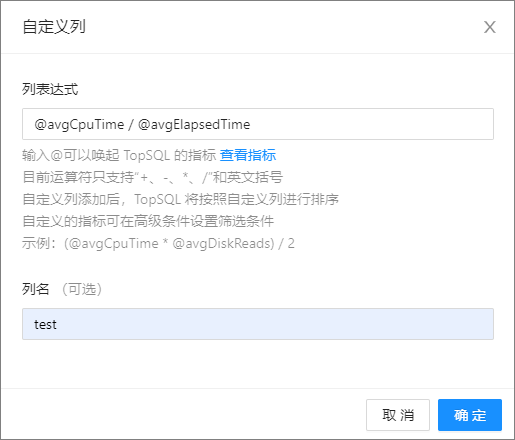 自定义列
列表达式
@avgCpuTime / @avgElapsedTime
输入@可以唤起 TopSQL 的指标 查看指标
目前运算符只支持“+、-、*、/”和英文括号
自定义列添加后，TopSQL 将按照自定义列进行排序
自定义的指标可在高级条件设置筛选条件
示例：(@avgCpuTime * @avgDiskReads) / 2
列名 （可选）
test
取 消 确 定